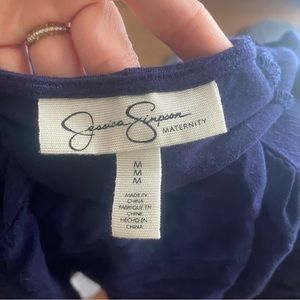 Jessica Simpson
MATERNITY
M
M
M
MADE IN
CHINA
FABRIQUÉ EN
CHINE
HECHO EN
CHINA